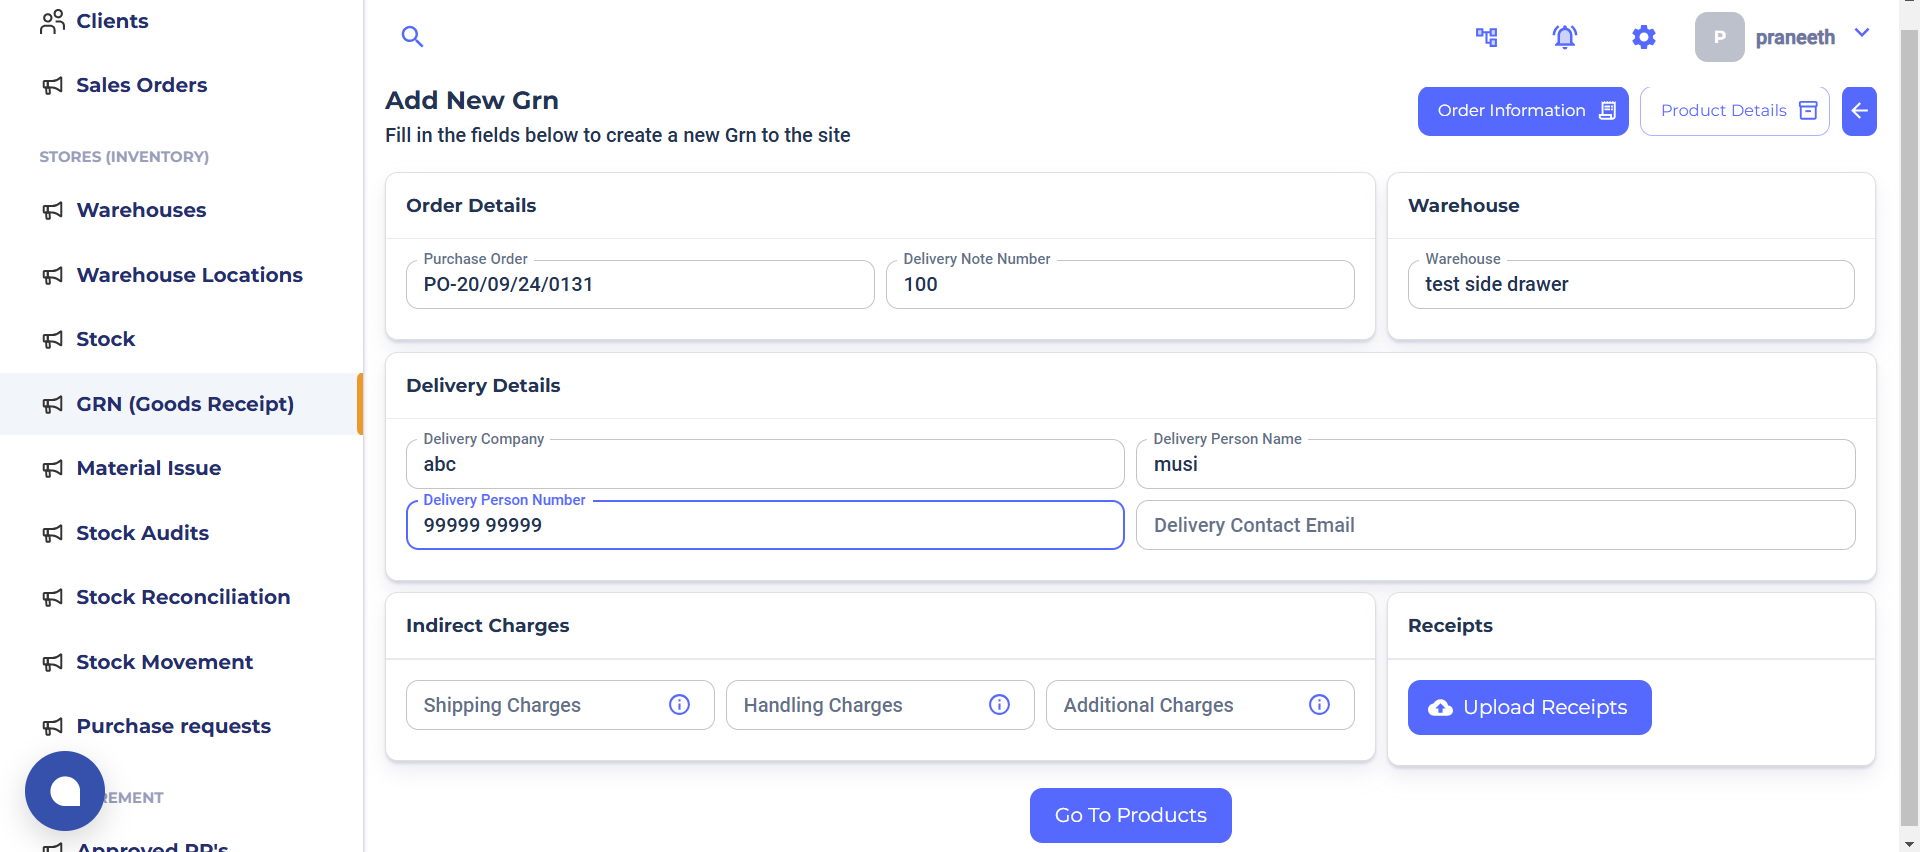 Clients
Sales Orders
STORES (INVENTORY)
Warehouses
Warehouse Locations
Stock
GRN (Goods Receipt)
Material Issue
Stock Audits
Stock Reconciliation
Stock Movement
Purchase requests
REMENT
Approved PR's
P
praneeth
Add New Grn
Fill in the fields below to create a new Grn to the site
Order Information
Product Details
Order Details
Purchase Order
PO-20/09/24/0131
Delivery Note Number
100
Warehouse
Warehouse
test side drawer
Delivery Details
Delivery Company
abc
Delivery Person Name
musi
Delivery Person Number
99999 99999
Delivery Contact Email
Indirect Charges
Shipping Charges
Handling Charges
Additional Charges
Receipts
Upload Receipts
Go To Products